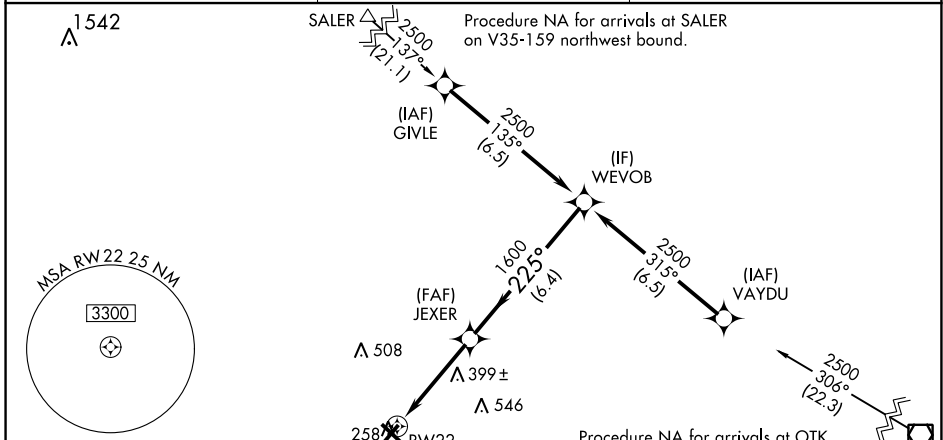 1542
SALER
Procedure NA for arrivals at SALER
on V35-159 northwest bound.
2500
137°
(21.1)
(IAF)
GIVLE
2500
135°
(6.5)
(IF)
WEVOB
2500
315°
(6.5)
(IAF)
VAYDU
1600
225°
(6.4)
(FAF)
JEXER
MSA RW22 25 NM
3300
508
399 ±
546
2500
306°
(22.3)
258
RW22
Procedure NA for arrivals at OTK